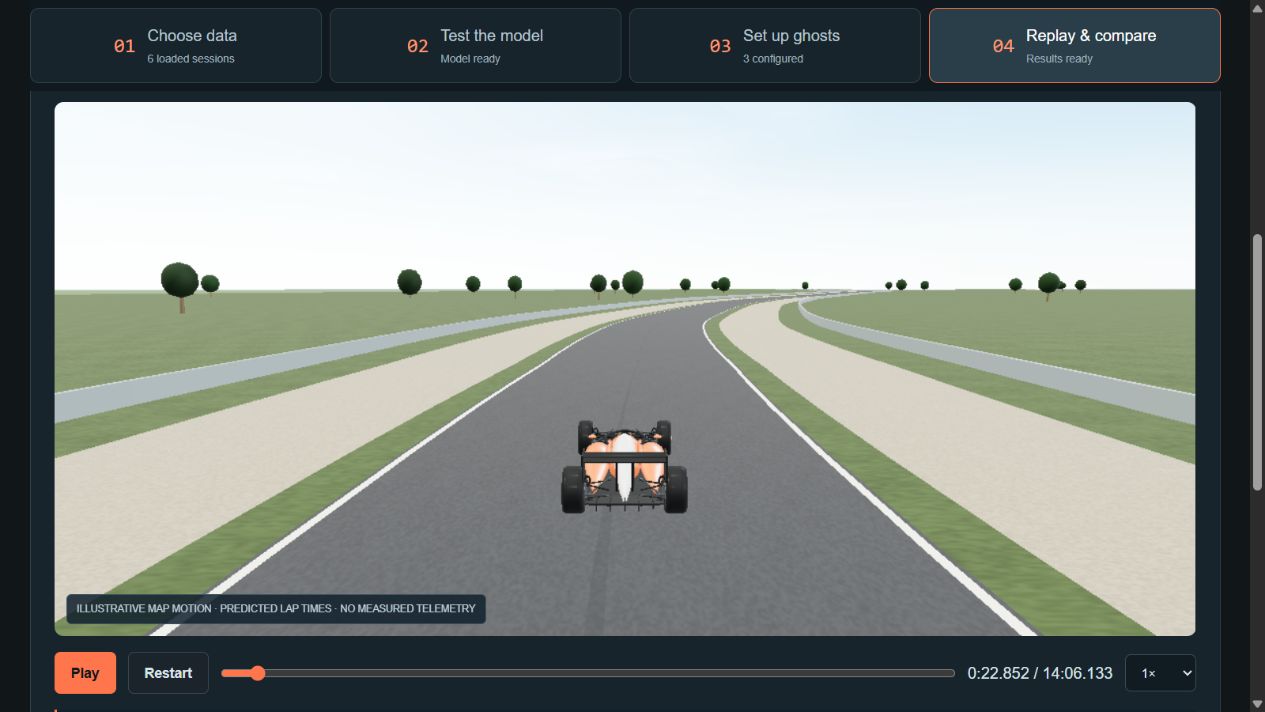 01 Choose data
6 loaded sessions
02 Test the model
Model ready
03 Set up ghosts
3 configured
04 Replay & compare
Results ready
ILLUSTRATIVE MAP MOTION · PREDICTED LAP TIMES · NO MEASURED TELEMETRY
Play Restart 0:22.852 / 14:06.133 1×